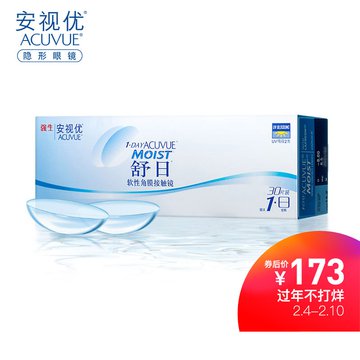 安视优
ACUVUE
隐形眼镜
强生 安视优
ACUVUE
1·DAY ACUVUE
MOIST
舒日
软性角膜接触镜
30片装
1·日
券后价
¥173
过年不打烊
2.4–2.10